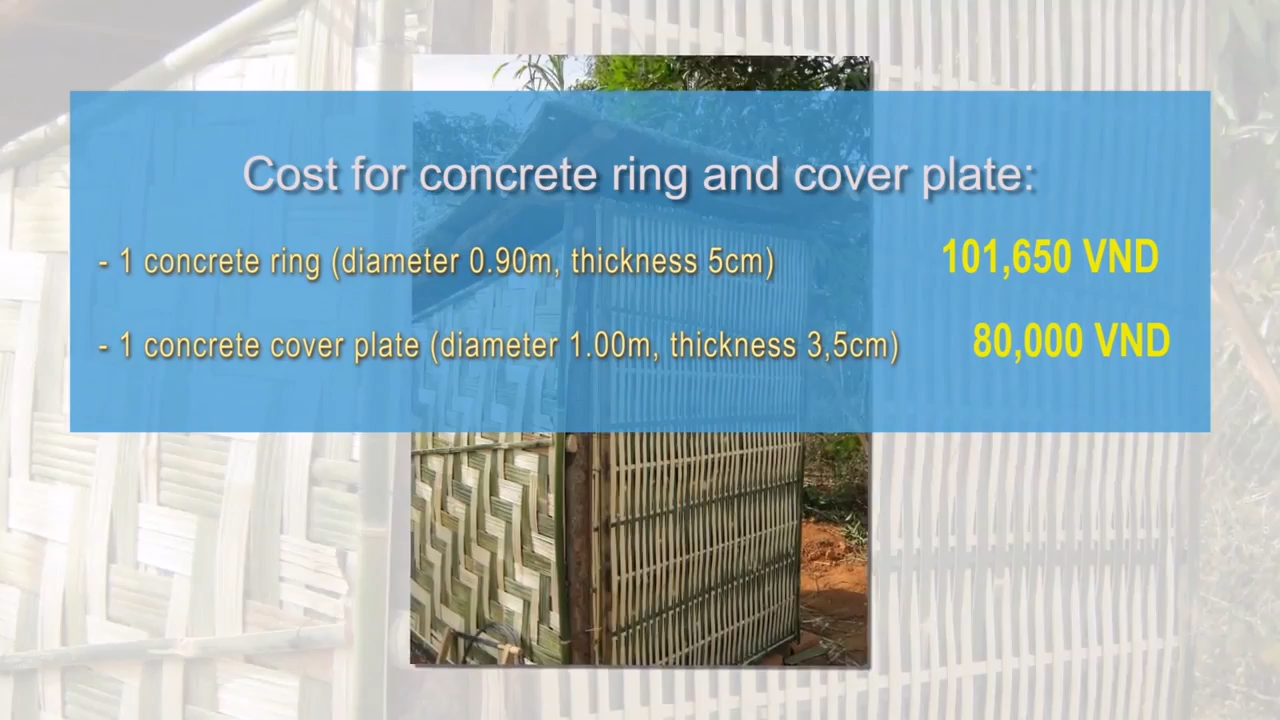 Cost for concrete ring and cover plate:
- 1 concrete ring (diameter 0.90m, thickness 5cm) 101,650 VND
- 1 concrete cover plate (diameter 1.00m, thickness 3,5cm) 80,000 VND